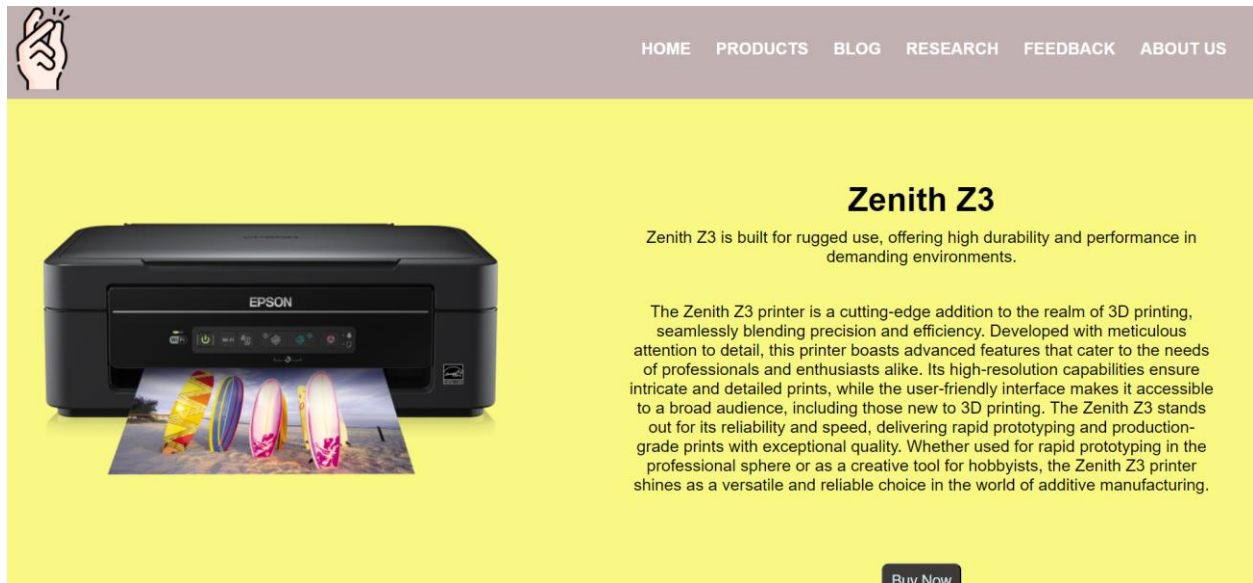 HOME PRODUCTS BLOG RESEARCH FEEDBACK ABOUT US
Zenith Z3
Zenith Z3 is built for rugged use, offering high durability and performance in
demanding environments.
EPSON
The Zenith Z3 printer is a cutting-edge addition to the realm of 3D printing,
seamlessly blending precision and efficiency. Developed with meticulous
attention to detail, this printer boasts advanced features that cater to the needs
of professionals and enthusiasts alike. Its high-resolution capabilities ensure
intricate and detailed prints, while the user-friendly interface makes it accessible
to a broad audience, including those new to 3D printing. The Zenith Z3 stands
out for its reliability and speed, delivering rapid prototyping and production-
grade prints with exceptional quality. Whether used for rapid prototyping in the
professional sphere or as a creative tool for hobbyists, the Zenith Z3 printer
shines as a versatile and reliable choice in the world of additive manufacturing.
Buy Now